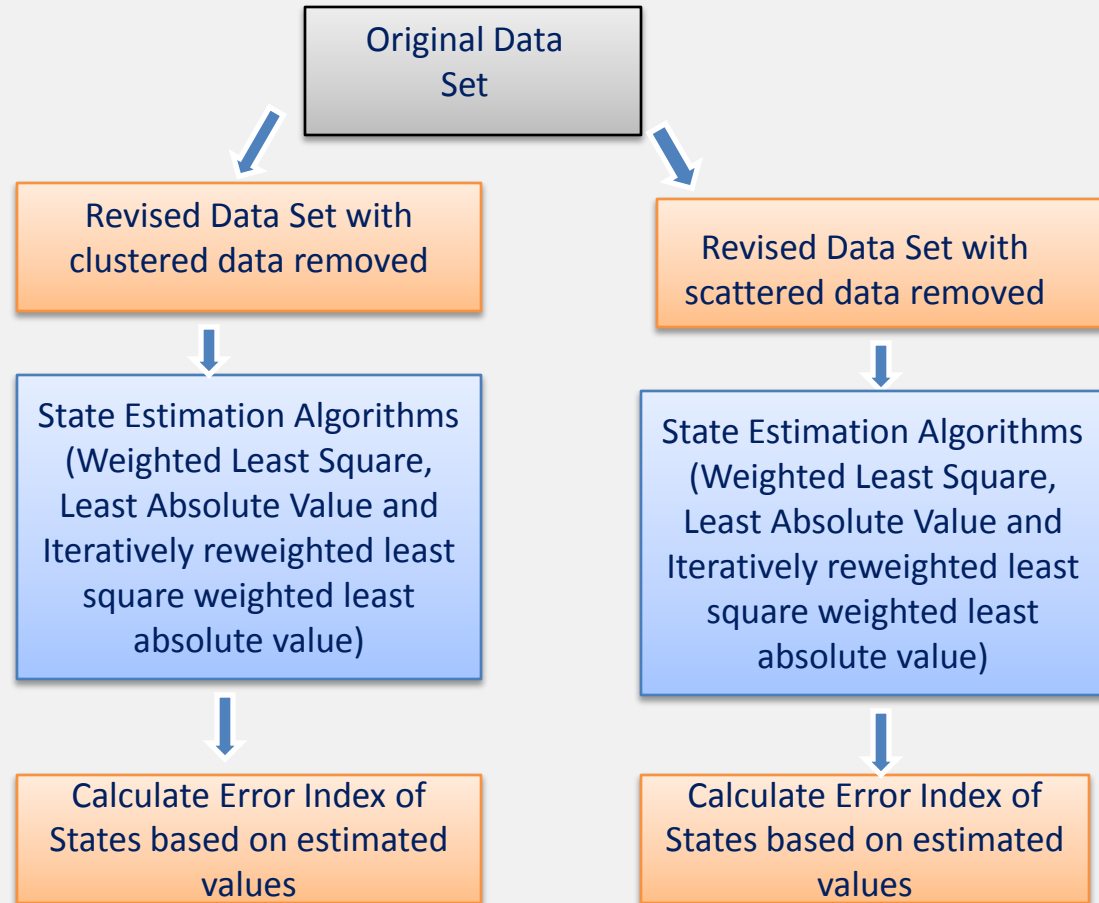 Original Data
Set
Revised Data Set with
clustered data removed
Revised Data Set with
scattered data removed
State Estimation Algorithms
(Weighted Least Square,
Least Absolute Value and
Iteratively reweighted least
square weighted least
absolute value)
State Estimation Algorithms
(Weighted Least Square,
Least Absolute Value and
Iteratively reweighted least
square weighted least
absolute value)
Calculate Error Index of
States based on estimated
values
Calculate Error Index of
States based on estimated
values